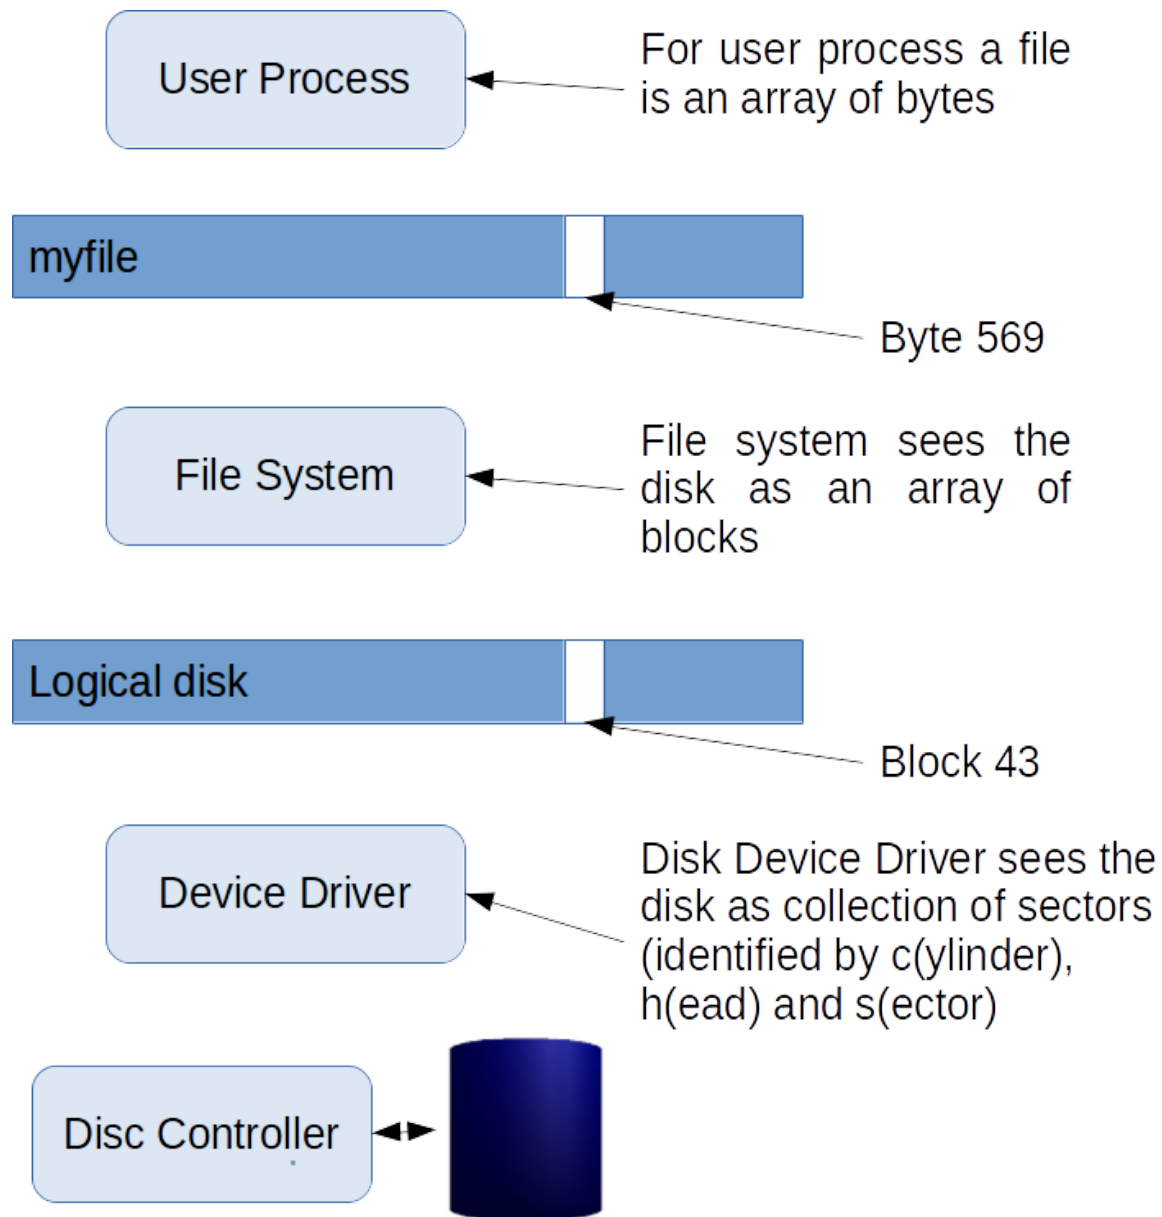 User Process
For user process a file
is an array of bytes
myfile
Byte 569
File System
File system sees the
disk as an array of
blocks
Logical disk
Block 43
Device Driver
Disk Device Driver sees the
disk as collection of sectors
(identified by c(ylinder),
h(ead) and s(ector)
Disc Controller